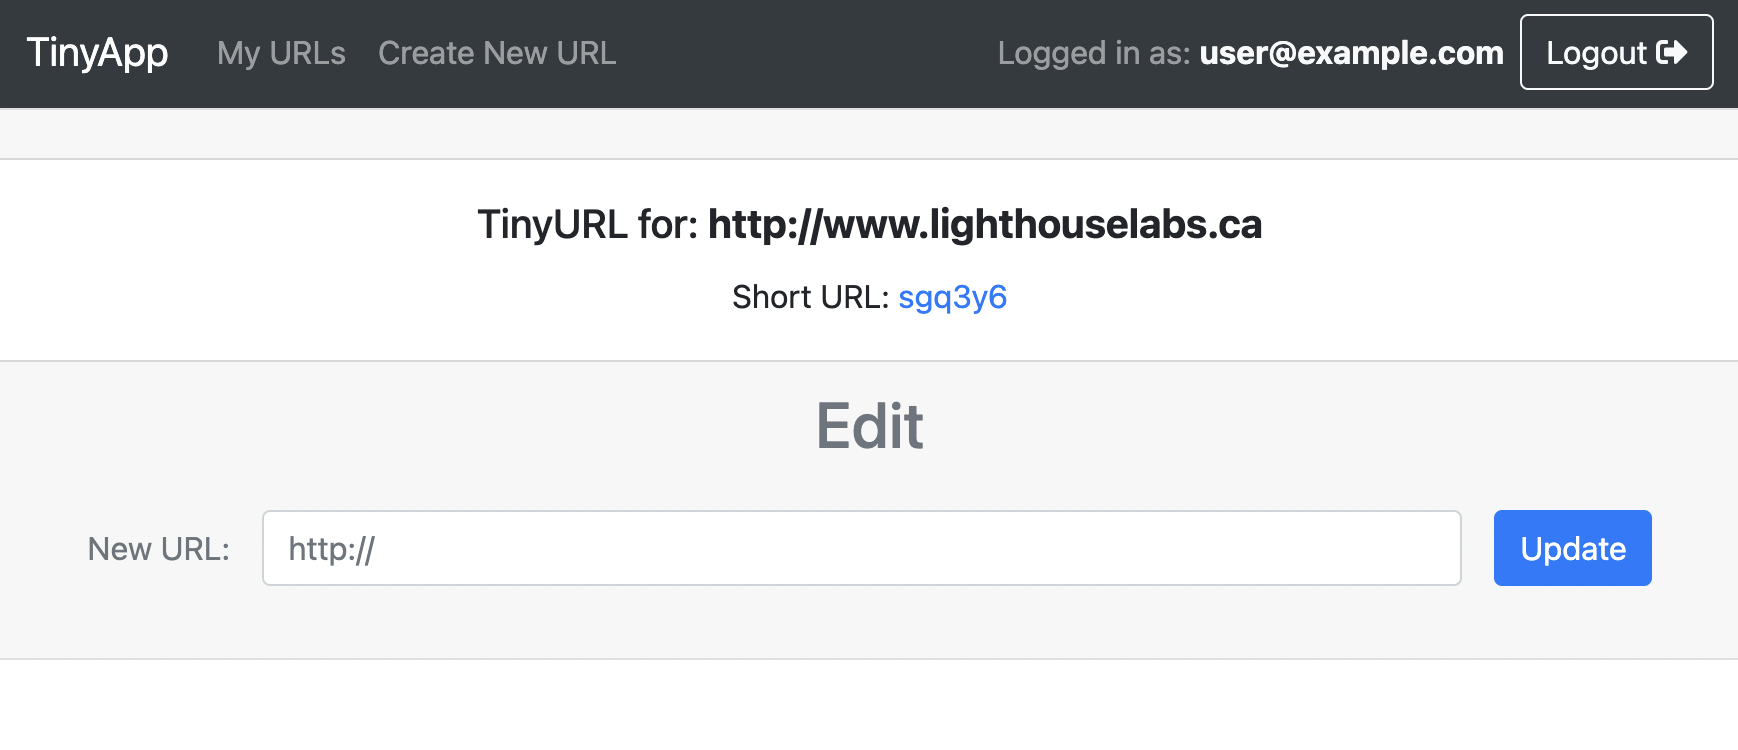 TinyApp My URLs Create New URL Logged in as: user@example.com Logout
TinyURL for: http://www.lighthouselabs.ca
Short URL: sgq3y6
Edit
New URL: http:// Update